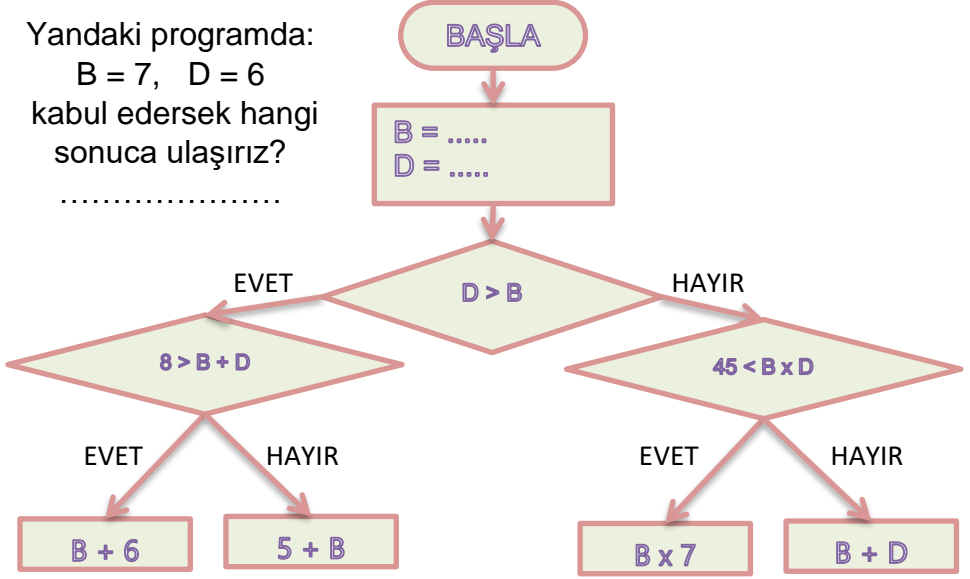 Yandaki programda:
B = 7, D = 6
kabul edersek hangi
sonuca ulaşırız?
…………………
BAŞLA
B = .....
D = .....
D > B
EVET
HAYIR
8 > B + D
45 < B x D
EVET
HAYIR
EVET
HAYIR
B + 6
5 + B
B x 7
B + D